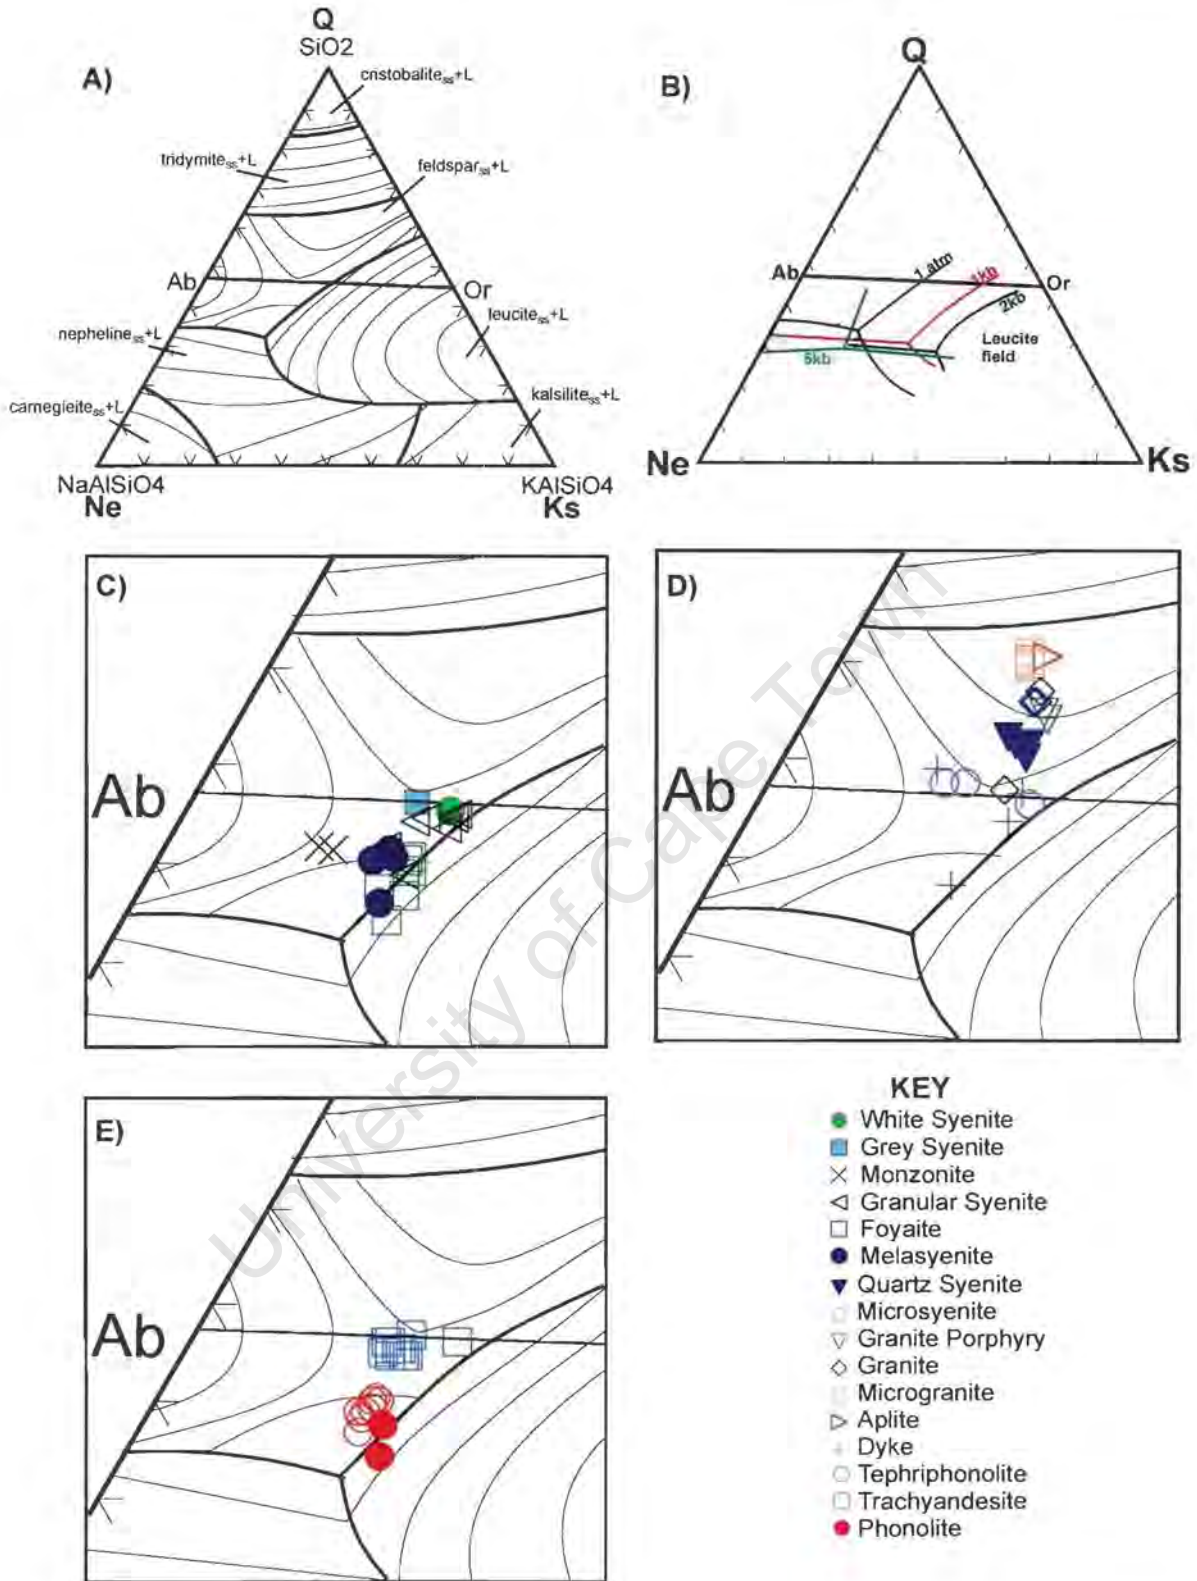 Q
SiO2
A)
cristobalitess+L
tridymitess+L
feldsparss+L
Ab
Or
nepheliness+L
leucitess+L
carnegieitess+L
kalsilitess+L
NaAlSiO4
KAlSiO4
Ne
Ks
B)
Q
Ab
1 atm
1kb
Or
2kb
5kb
Leucite
field
Ne
Ks
C)
Ab
D)
Ab
E)
Ab
University of Cape Town
KEY
White Syenite
Grey Syenite
Monzonite
Granular Syenite
Foyaite
Melasyenite
Quartz Syenite
Microsyenite
Granite Porphyry
Granite
Microgranite
Aplite
Dyke
Tephriphonolite
Trachyandesite
Phonolite